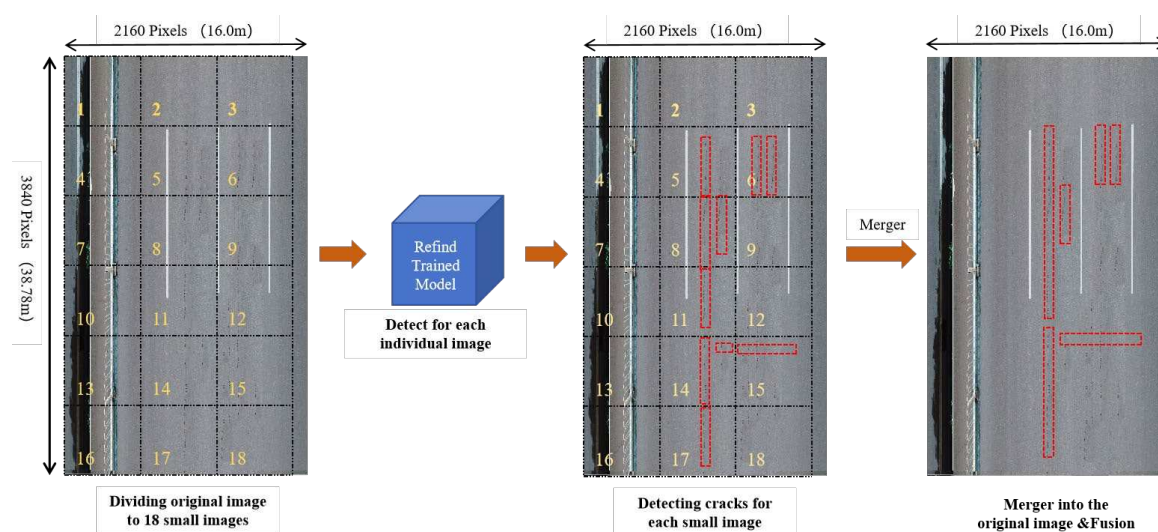 2160 Pixels （16.0m）
3840 Pixels （38.78m）
1
2
3
4
5
6
7
8
9
10
11
12
13
14
15
16
17
18
Dividing original image
to 18 small images
Refind
Trained
Model
Detect for each
individual image
2160 Pixels （16.0m）
1
2
3
4
5
6
7
8
9
10
11
12
13
14
15
16
17
18
Detecting cracks for
each small image
Merger
2160 Pixels （16.0m）
Merger into the
original image &Fusion